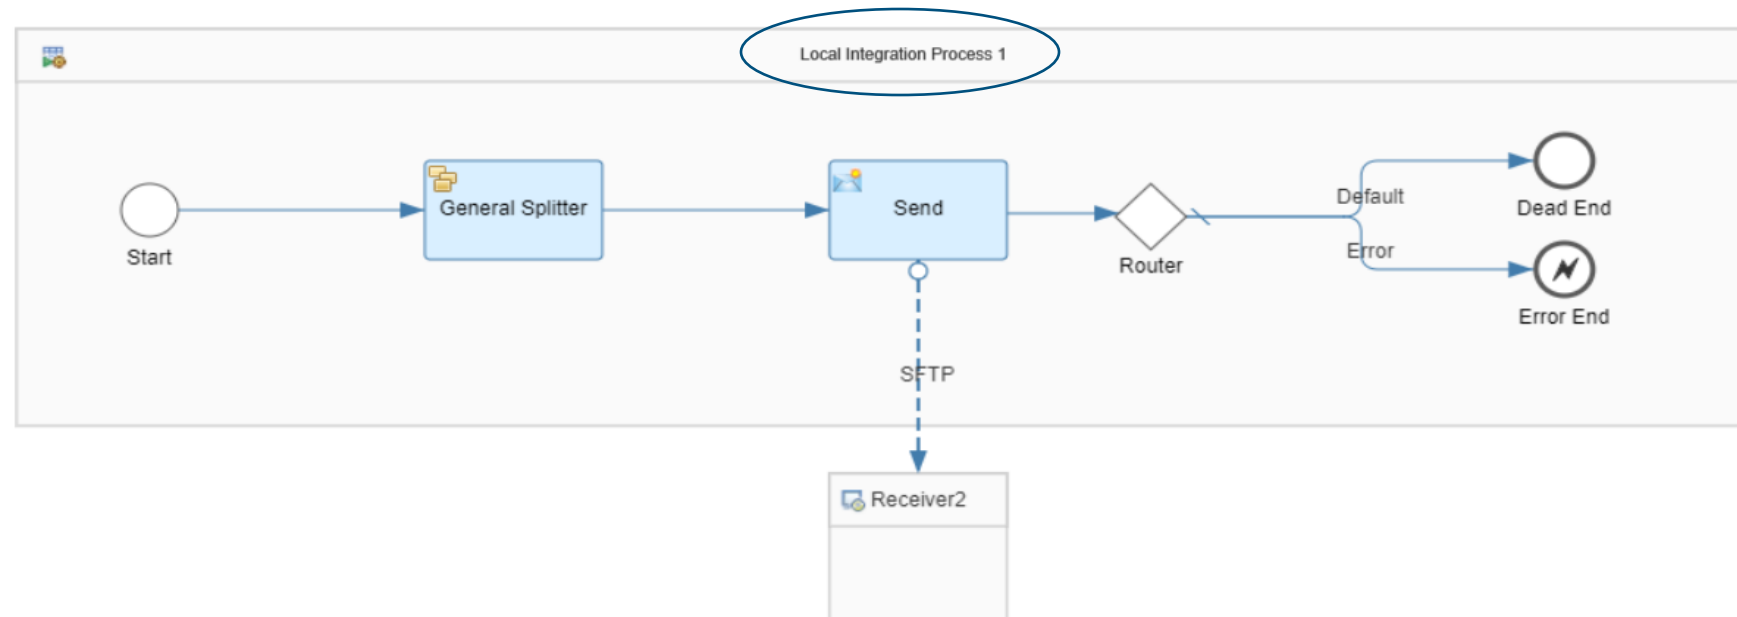 Local Integration Process 1
Start
General Splitter
Send
Router
Default
Error
Dead End
Error End
SFTP
Receiver2